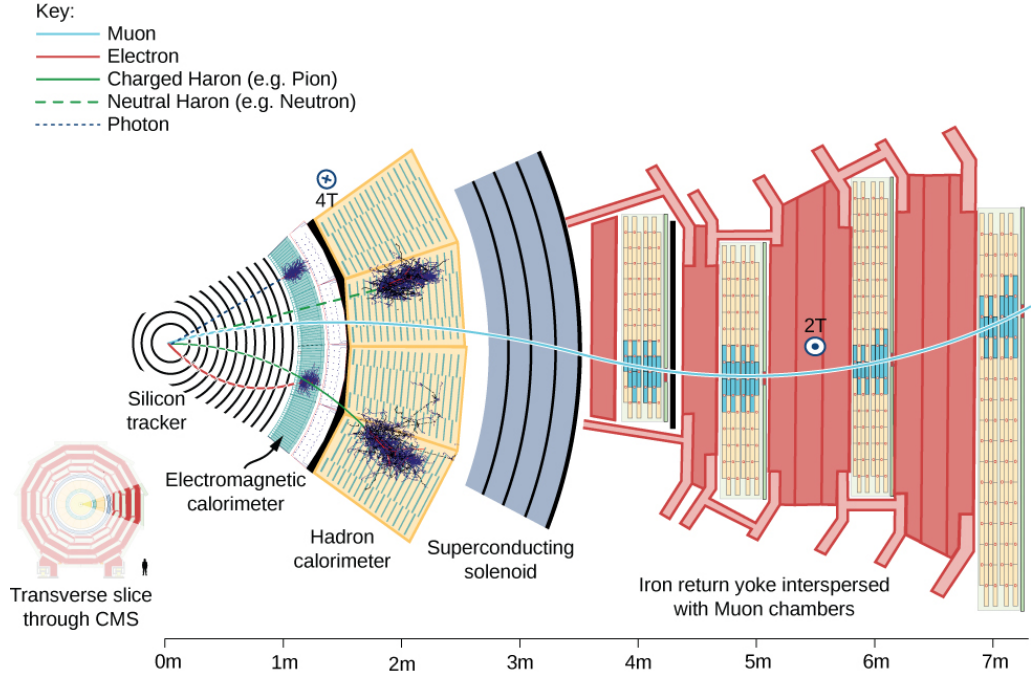 Key:
Muon
Electron
Charged Haron (e.g. Pion)
Neutral Haron (e.g. Neutron)
Photon
4T
2T
Silicon
tracker
Electromagnetic
calorimeter
Hadron
calorimeter
Superconducting
solenoid
Iron return yoke interspersed
with Muon chambers
Transverse slice
through CMS
0m
1m
2m
3m
4m
5m
6m
7m